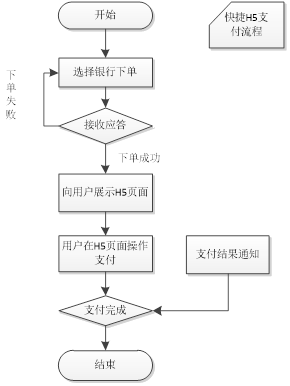 开始
快捷H5支
付流程
选择银行下单
下
单
失
败
接收应答
下单成功
向用户展示H5页面
用户在H5页面操作
支付
支付结果通知
支付完成
结束